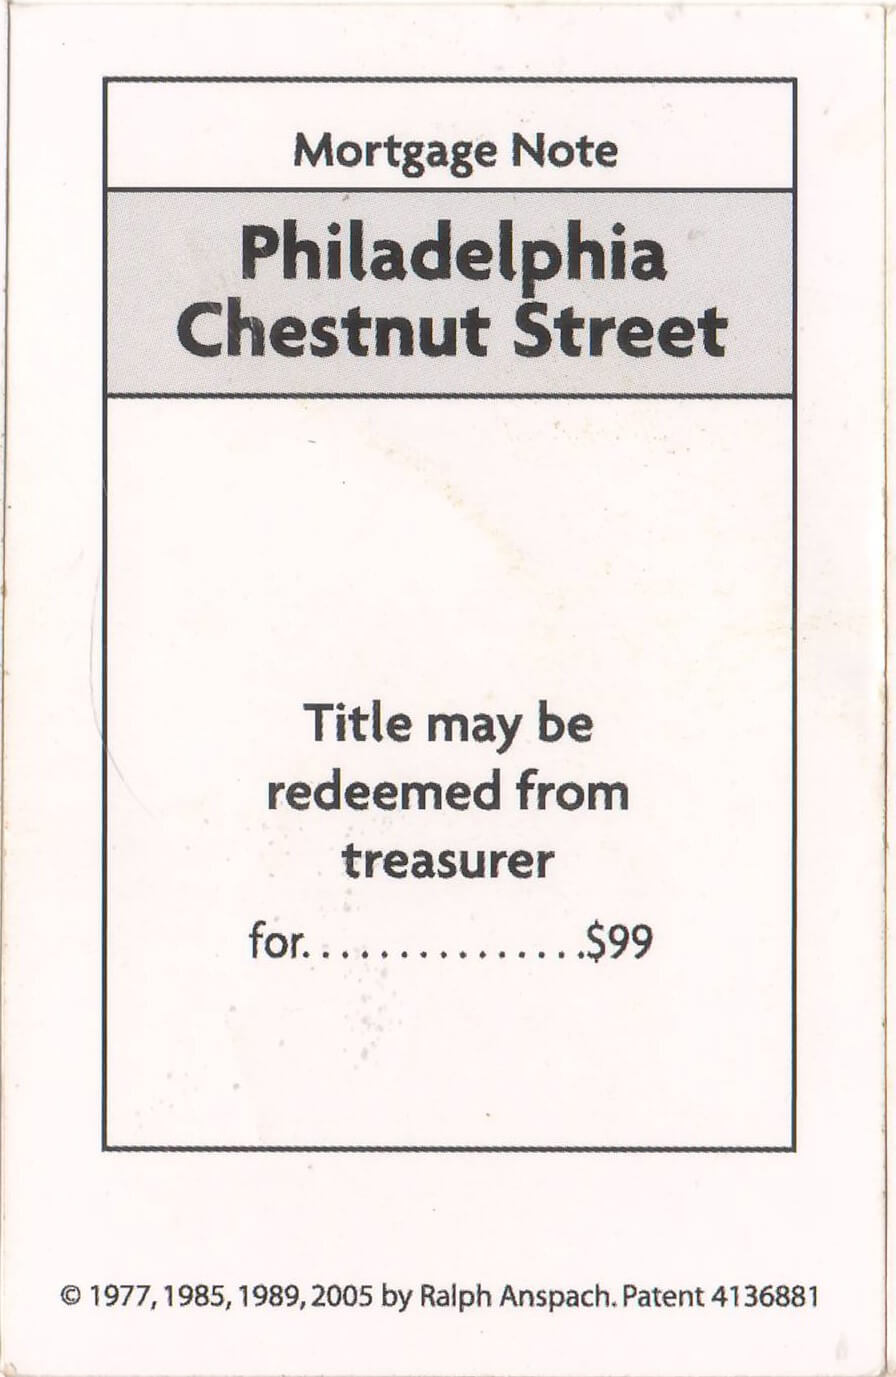 Mortgage Note
Philadelphia
Chestnut Street
Title may be
redeemed from
treasurer
for................$99
© 1977, 1985, 1989, 2005 by Ralph Anspach. Patent 4136881